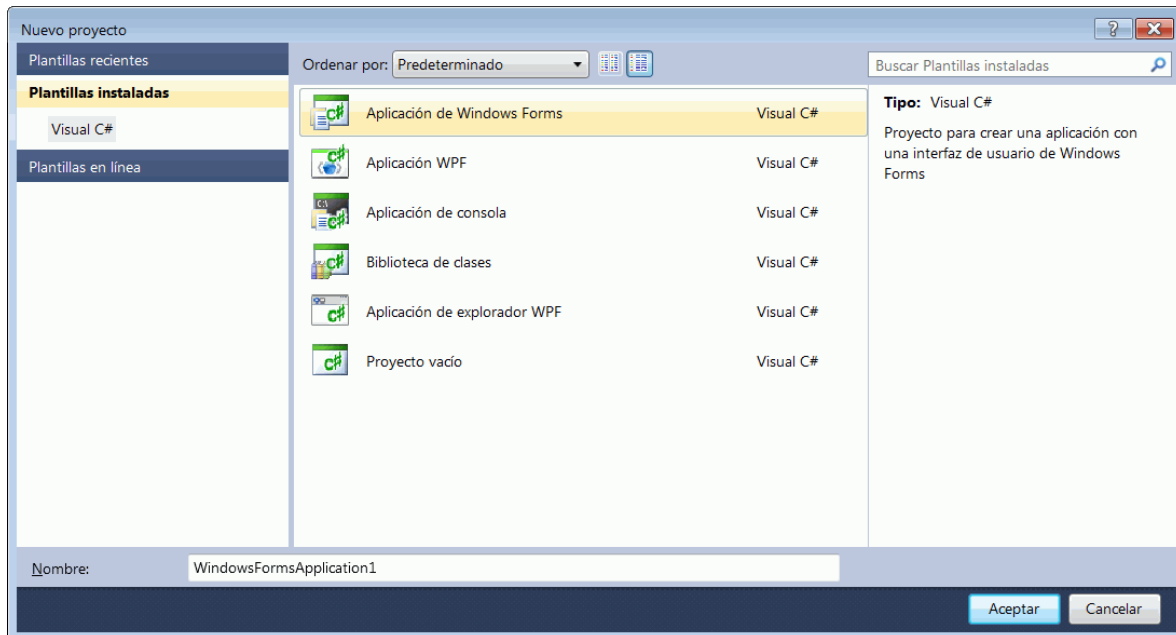 Nuevo proyecto
Plantillas recientes
Plantillas instaladas
Visual C#
Plantillas en línea
Ordenar por: Predeterminado
Buscar Plantillas instaladas
Aplicación de Windows Forms Visual C#
Aplicación WPF Visual C#
Aplicación de consola Visual C#
Biblioteca de clases Visual C#
Aplicación de explorador WPF Visual C#
Proyecto vacío Visual C#
Tipo: Visual C#
Proyecto para crear una aplicación con
una interfaz de usuario de Windows
Forms
Nombre: WindowsFormsApplication1
Aceptar Cancelar